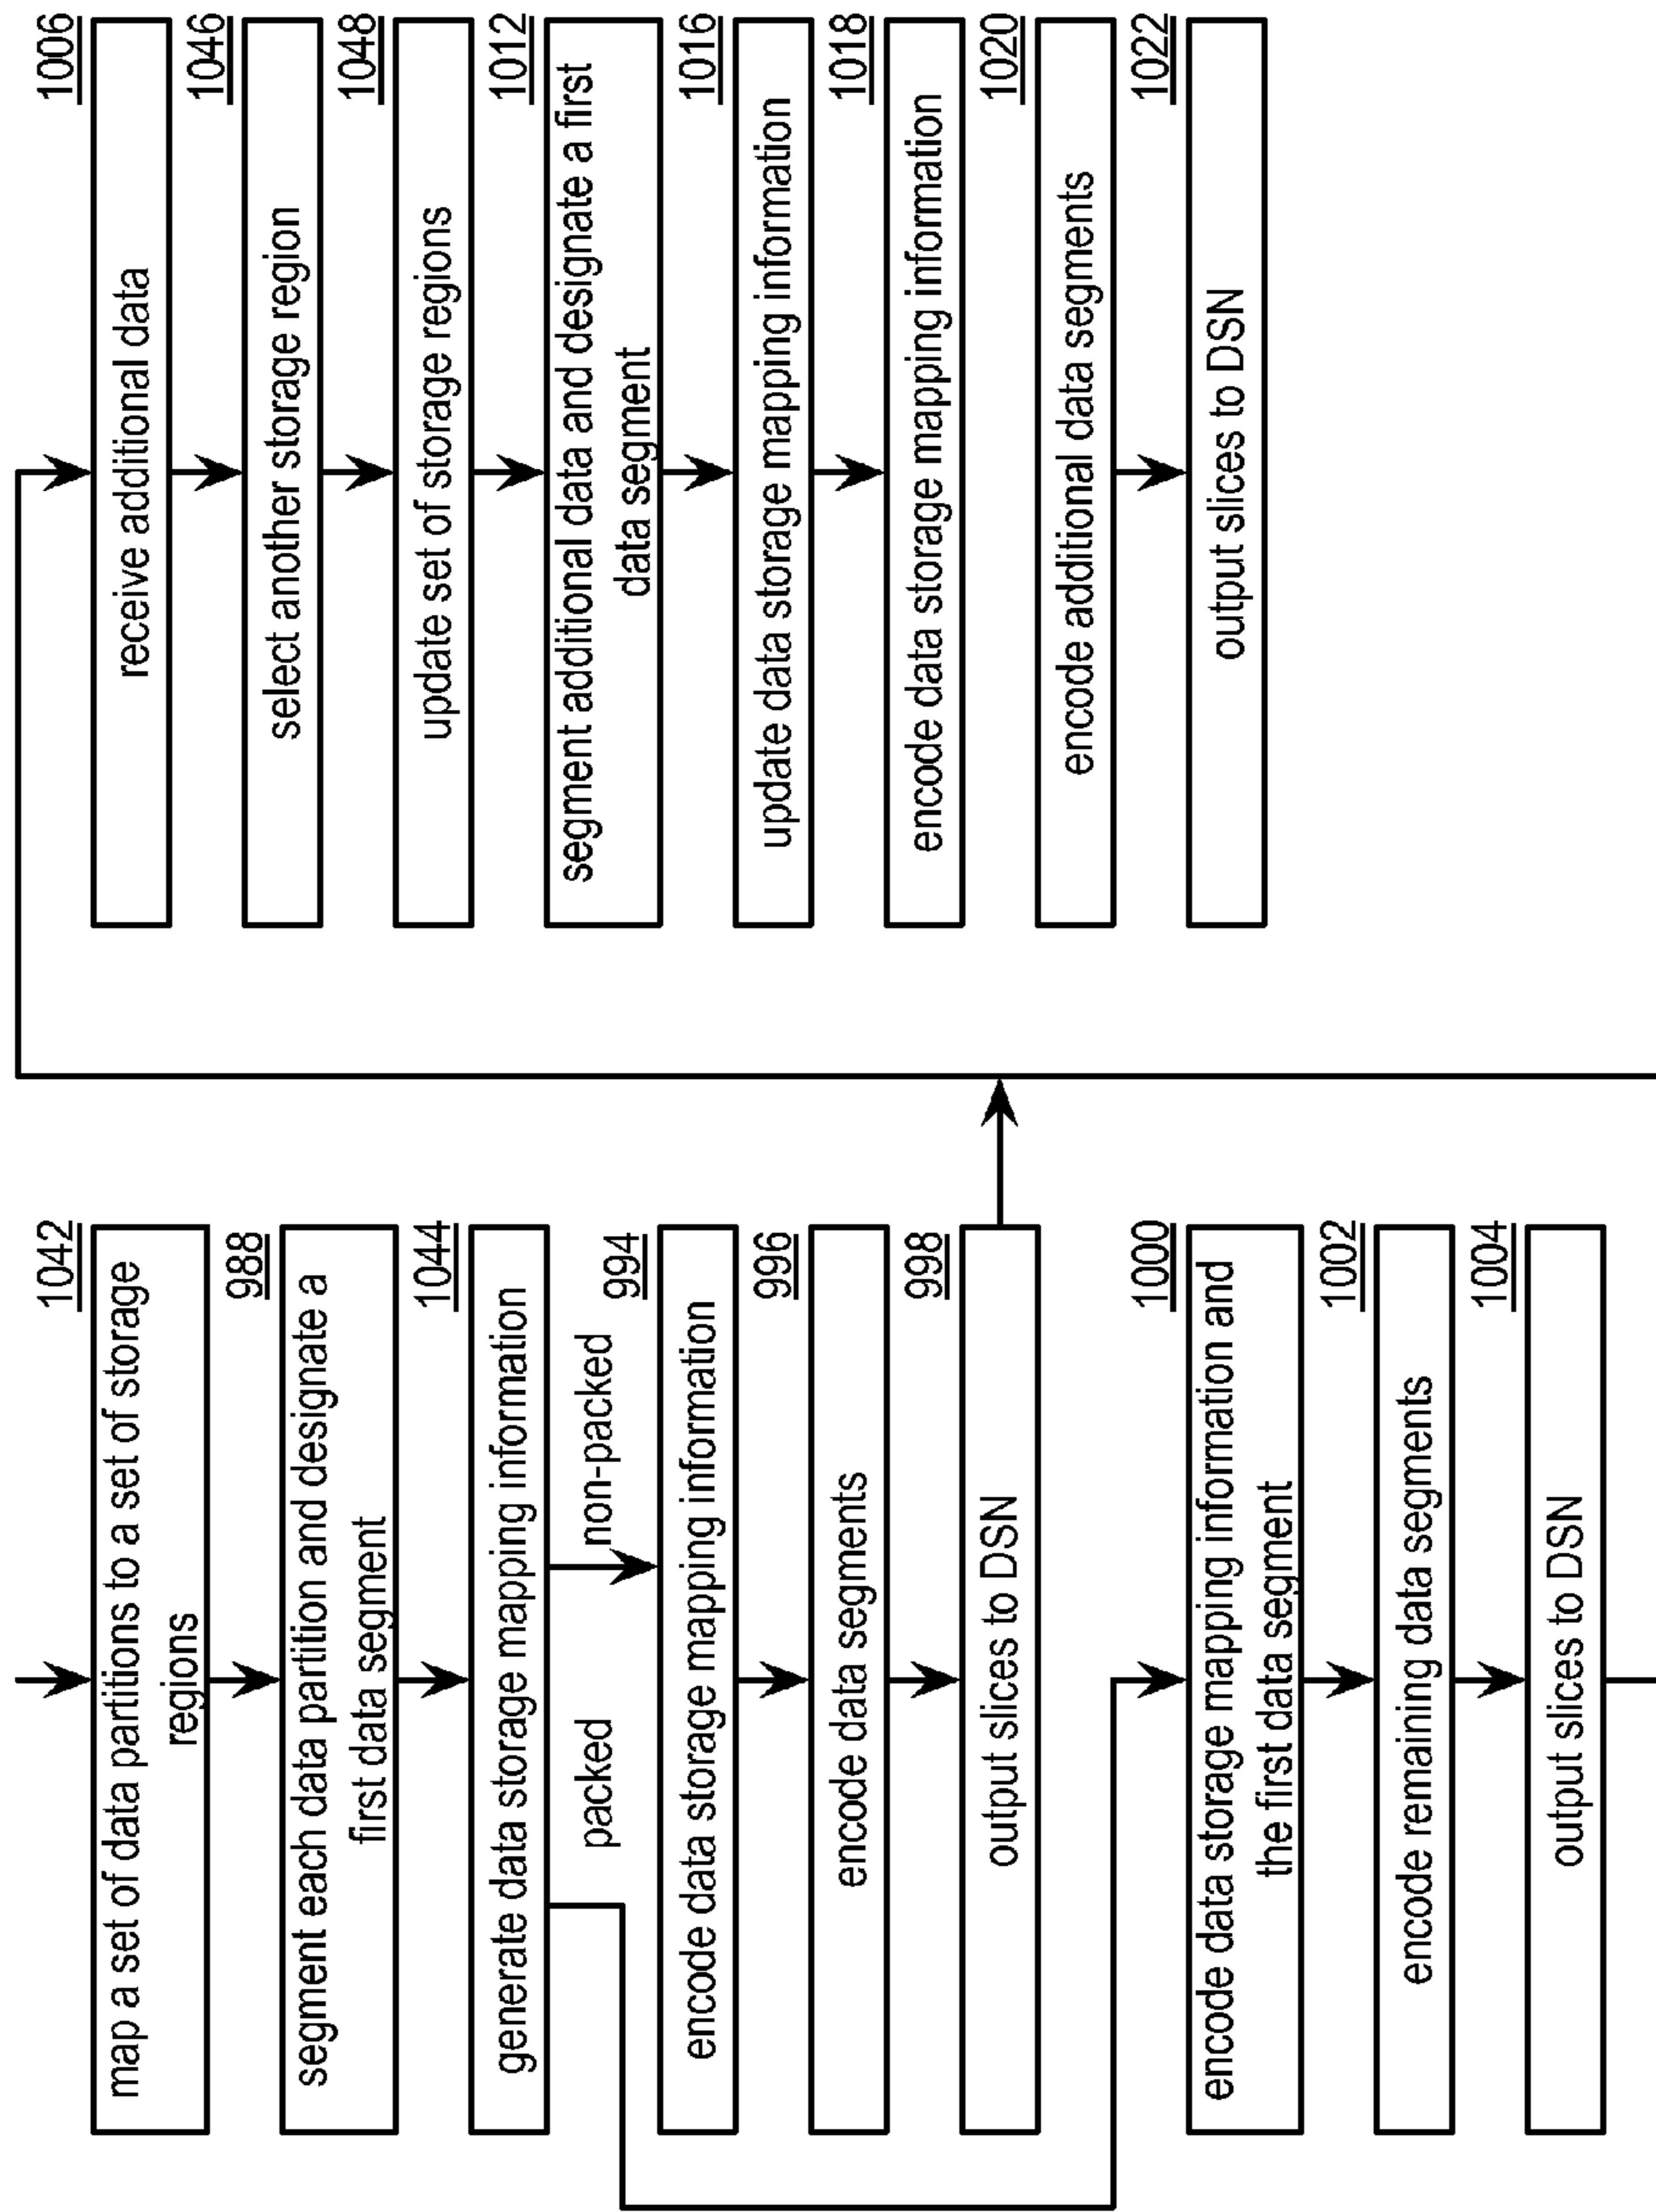 1042
map a set of data partitions to a set of storage
regions
988
segment each data partition and designate a
first data segment
1044
generate data storage mapping information
packed
non-packed
994
encode data storage mapping information
996
encode data segments
998
output slices to DSN
1000
encode data storage mapping information and
the first data segment
1002
encode remaining data segments
1004
output slices to DSN
1006
receive additional data
1046
select another storage region
1048
update set of storage regions
1012
segment additional data and designate a first
data segment
1016
update data storage mapping information
1018
encode data storage mapping information
1020
encode additional data segments
1022
output slices to DSN